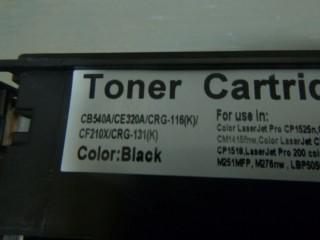 Toner Cartric
CB540A/CE320A/CRG-116(K)/
CF210X/CRG-131(K)
Color:Black
For use in:
Color LaserJet Pro CP1525n,
CM1415fnw, Color LaserJet C
CP1518,LaserJet Pro 200 color
M251MFP, M276nw , LBP505